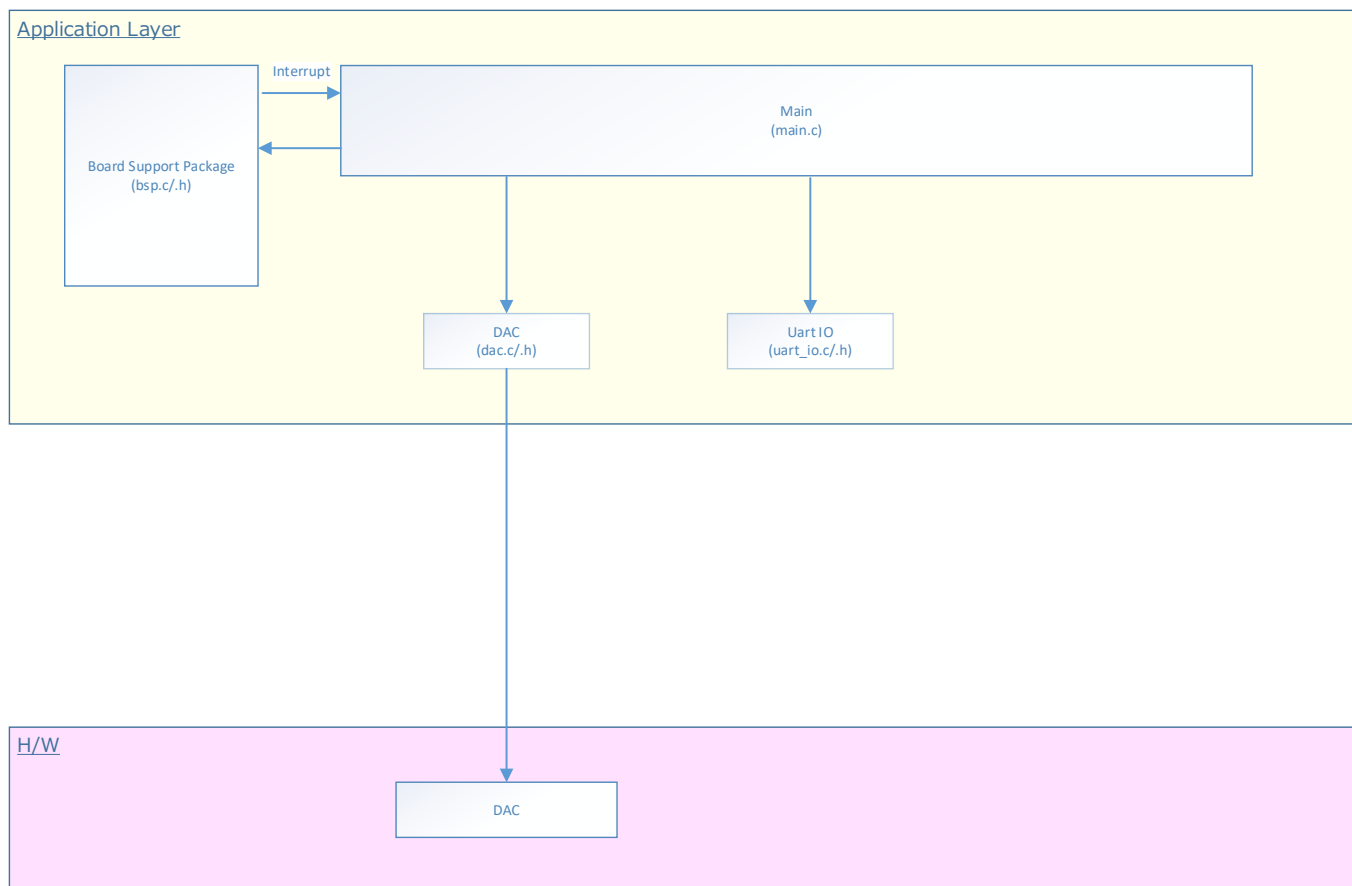 Application Layer
Interrupt
Main
(main.c)
Board Support Package
(bsp.c/.h)
DAC
(dac.c/.h)
Uart IO
(uart_io.c/.h)
H/W
DAC